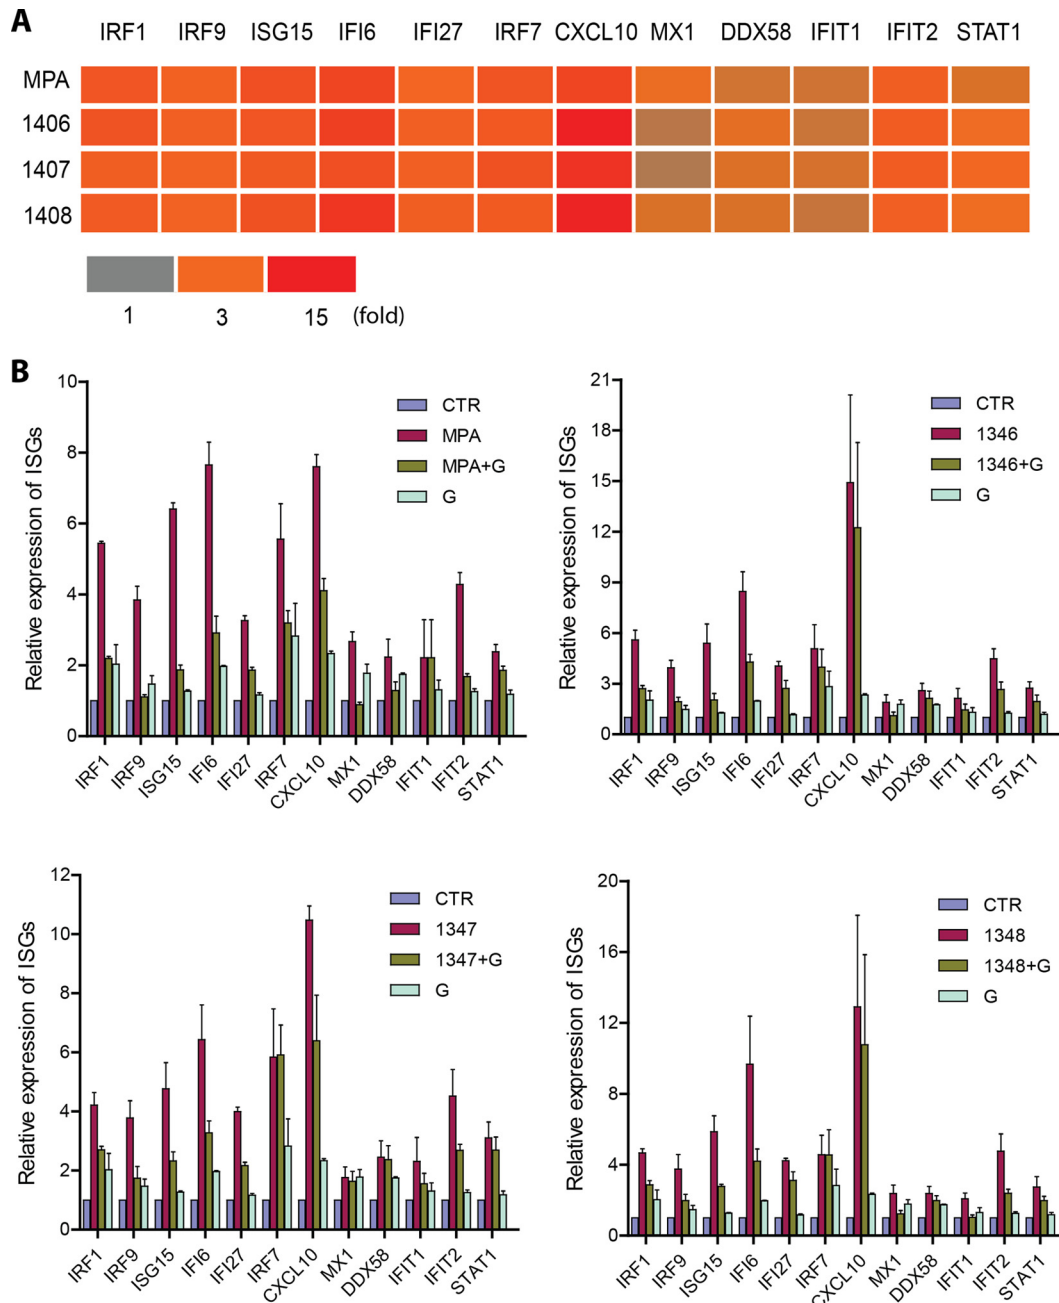 A
IRF1 IRF9 ISG15 IFI6 IFI27 IRF7 CXCL10 MX1 DDX58 IFIT1 IFIT2 STAT1
MPA
1406
1407
1408
1 3 15 (fold)
B
Relative expression of ISGs
10
8
6
4
2
0
CTR
MPA
MPA+G
G
IRF1 IRF9 ISG15 IFI6 IFI27 IRF7 CXCL10 MX1 DDX58 IFIT1 IFIT2 STAT1
Relative expression of ISGs
21
18
15
12
9
6
3
0
CTR
1346
1346+G
G
IRF1 IRF9 ISG15 IFI6 IFI27 IRF7 CXCL10 MX1 DDX58 IFIT1 IFIT2 STAT1
Relative expression of ISGs
12
10
8
6
4
2
0
CTR
1347
1347+G
G
IRF1 IRF9 ISG15 IFI6 IFI27 IRF7 CXCL10 MX1 DDX58 IFIT1 IFIT2 STAT1
Relative expression of ISGs
20
16
12
8
4
0
CTR
1348
1348+G
G
IRF1 IRF9 ISG15 IFI6 IFI27 IRF7 CXCL10 MX1 DDX58 IFIT1 IFIT2 STAT1